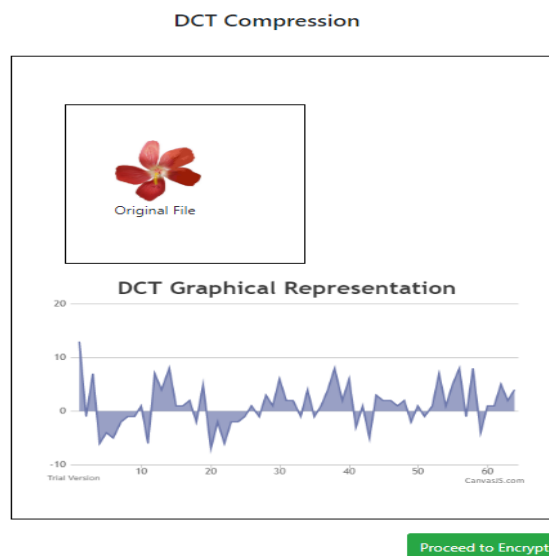 DCT Compression
Original File
DCT Graphical Representation
20
10
0
-10
10 20 30 40 50 60
Trial Version
CanvasJS.com
Proceed to Encrypt